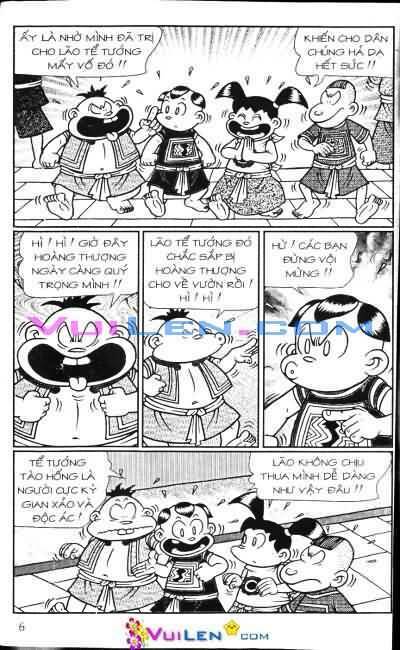 ẤY LÀ NHỜ MÌNH ĐÃ TRỊ
CHO LÃO TỂ TƯỚNG
MẤY VỐ ĐÓ !!
KHIẾN CHO DÂN
CHÚNG HẢ DẠ
HẾT SỨC !!
HÌ ! HÌ ! GIỜ ĐÂY
HOÀNG THƯỢNG
NGÀY CÀNG QUÝ
TRỌNG MÌNH !!
LÃO TỂ TƯỚNG ĐÓ
CHẮC SẮP BỊ
HOÀNG THƯỢNG
CHO VỀ VƯỜN RỒI !
HÌ ! HÌ !
HỪ ! CÁC BẠN
ĐỪNG VỘI
MỪNG !!
VUILEN.COM
TỂ TƯỚNG
TÀO HỐNG LÀ
NGƯỜI CỰC KỲ
GIAN XẢO VÀ
ĐỘC ÁC !
LÃO KHÔNG CHỊU
THUA MÌNH DỄ DÀNG
NHƯ VẬY ĐÂU !!
6
VUILEN.COM